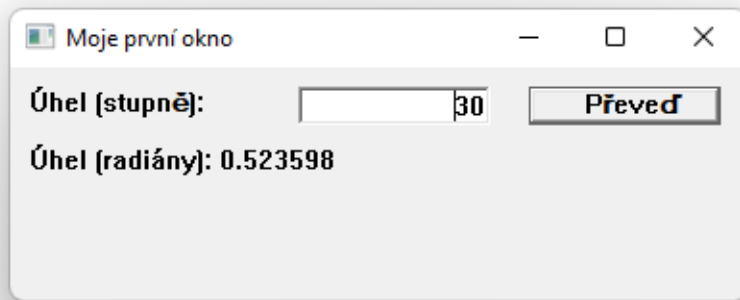 Moje první okno
Úhel (stupně): 30 Převeď
Úhel (radiány): 0.523598